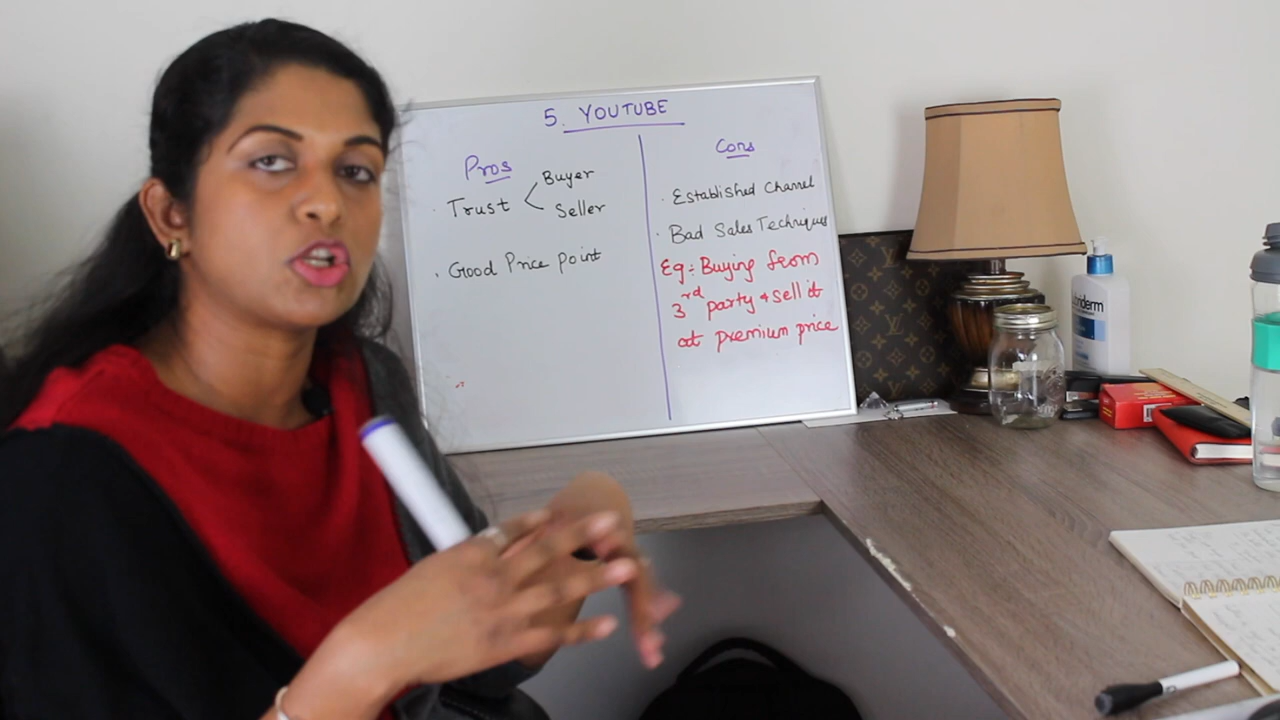 5. YOUTUBE
Pros
Trust < Buyer
Seller
. Good Price point
Cons
. Established Channel
. Bad Sales Techniques
Eg:- Buying from
3rd party & sell it
at premium price
derm